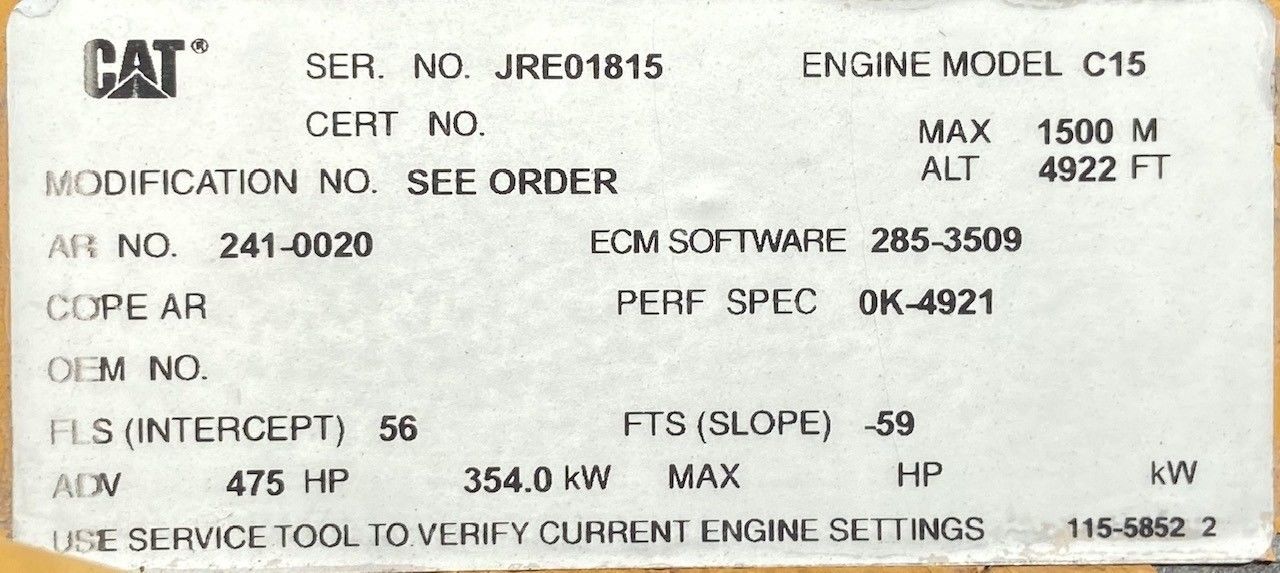 CAT® SER. NO. JRE01815 ENGINE MODEL C15
CERT NO. MAX 1500 M
ALT 4922 FT
MODIFICATION NO. SEE ORDER
AR NO. 241-0020 ECM SOFTWARE 285-3509
COPE AR PERF SPEC 0K-4921
OEM NO.
FLS (INTERCEPT) 56 FTS (SLOPE) -59
ADV 475 HP 354.0 kW MAX HP kW
USE SERVICE TOOL TO VERIFY CURRENT ENGINE SETTINGS 115-5852 2